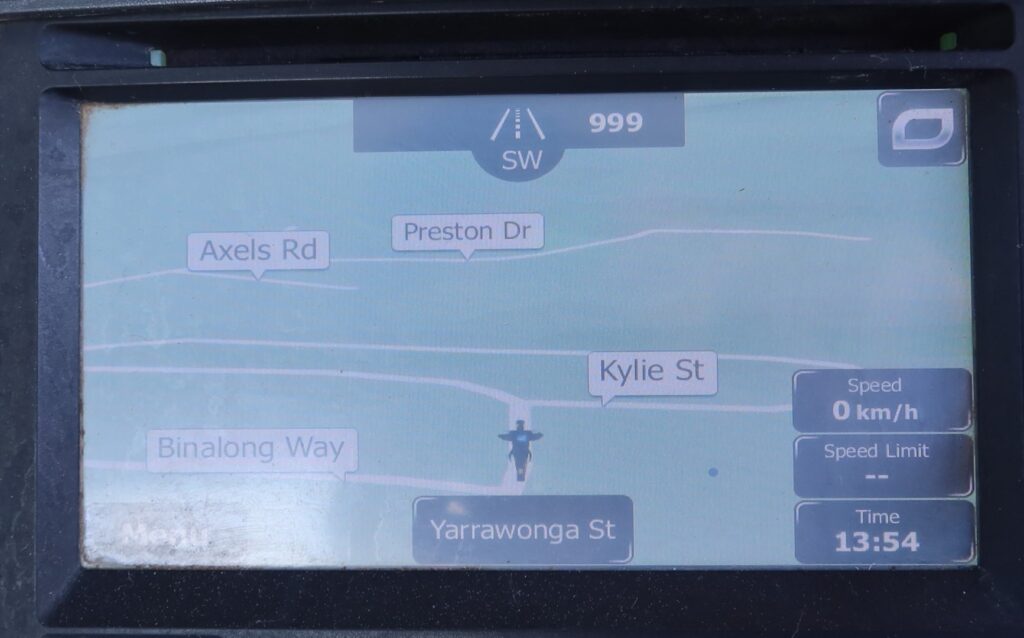 999
SW
Preston Dr
Axels Rd
Kylie St
Speed
0 km/h
Binalong Way
Speed Limit
--
Yarrawonga St
Menu
Time
13:54